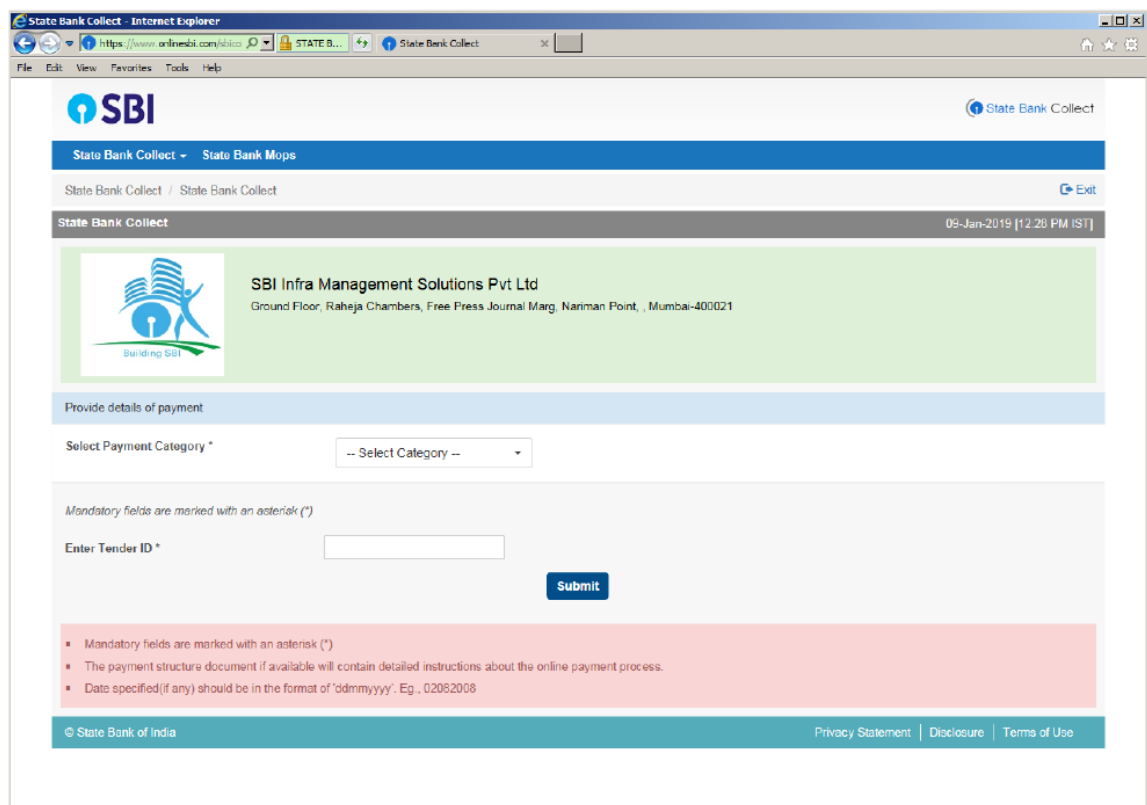 State Bank Collect - Internet Explorer
https://www.onlinesbi.com/sbico STATE B... State Bank Collect
File Edit View Favorites Tools Help
SBI
State Bank Collect
State Bank Collect State Bank Mops
State Bank Collect / State Bank Collect Exit
State Bank Collect 09-Jan-2019 [12:28 PM IST]
SBI Infra Management Solutions Pvt Ltd
Ground Floor, Raheja Chambers, Free Press Journal Marg, Nariman Point, , Mumbai-400021
Building SBI
Provide details of payment
Select Payment Category * -- Select Category --
Mandatory fields are marked with an asterisk (*)
Enter Tender ID *
Submit
Mandatory fields are marked with an asterisk (*)
The payment structure document if available will contain detailed instructions about the online payment process.
Date specified(if any) should be in the format of 'ddmmyyyy'. Eg., 02082008
© State Bank of India Privacy Statement | Disclosure | Terms of Use